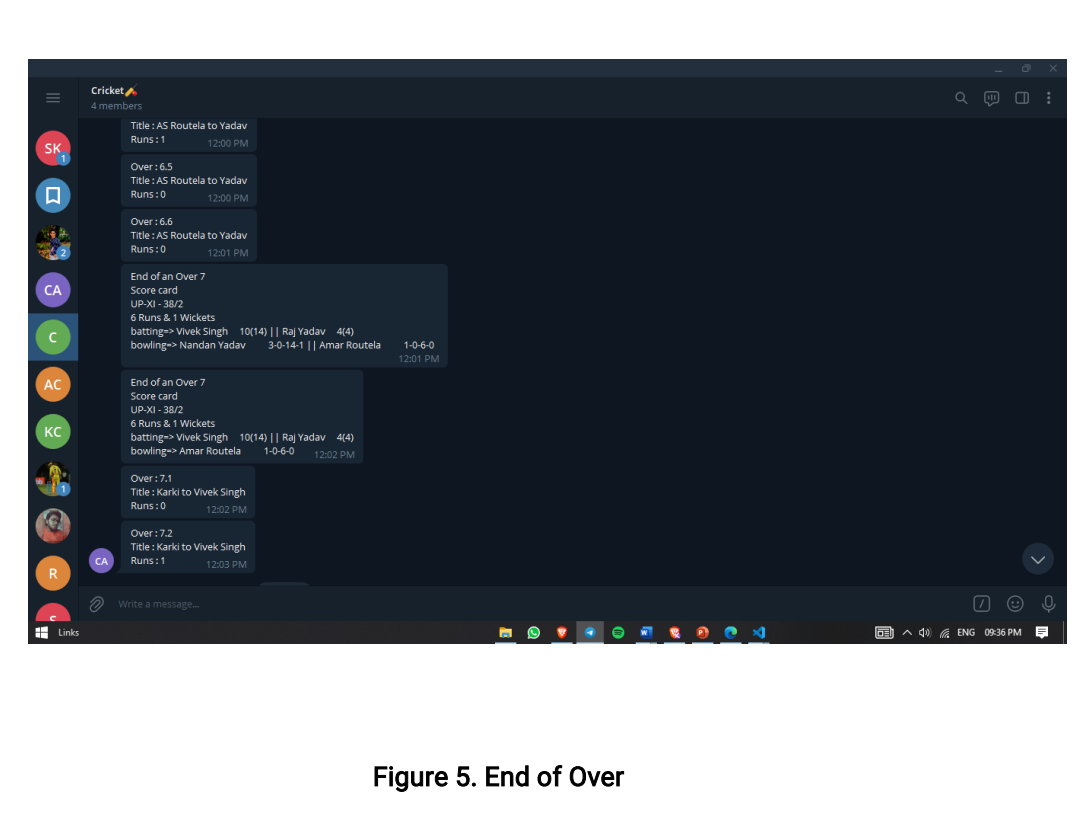 Cricket🏏
4 members
Title : AS Routela to Yadav
Runs : 1 12:00 PM
SK
1
Over : 6.5
Title : AS Routela to Yadav
Runs : 0 12:00 PM
Over : 6.6
Title : AS Routela to Yadav
Runs : 0 12:01 PM
2
CA
End of an Over 7
Score card
UP-XI - 38/2
6 Runs & 1 Wickets
batting=> Vivek Singh 10(14) || Raj Yadav 4(4)
bowling=> Nandan Yadav 3-0-14-1 || Amar Routela 1-0-6-0
12:01 PM
C
AC
End of an Over 7
Score card
UP-XI - 38/2
6 Runs & 1 Wickets
batting=> Vivek Singh 10(14) || Raj Yadav 4(4)
bowling=> Amar Routela 1-0-6-0 12:02 PM
KC
1
Over : 7.1
Title : Karki to Vivek Singh
Runs : 0 12:02 PM
Over : 7.2
Title : Karki to Vivek Singh
Runs : 1 12:03 PM
CA
R
S
Write a message...
Links
ENG 09:36 PM
Figure 5. End of Over